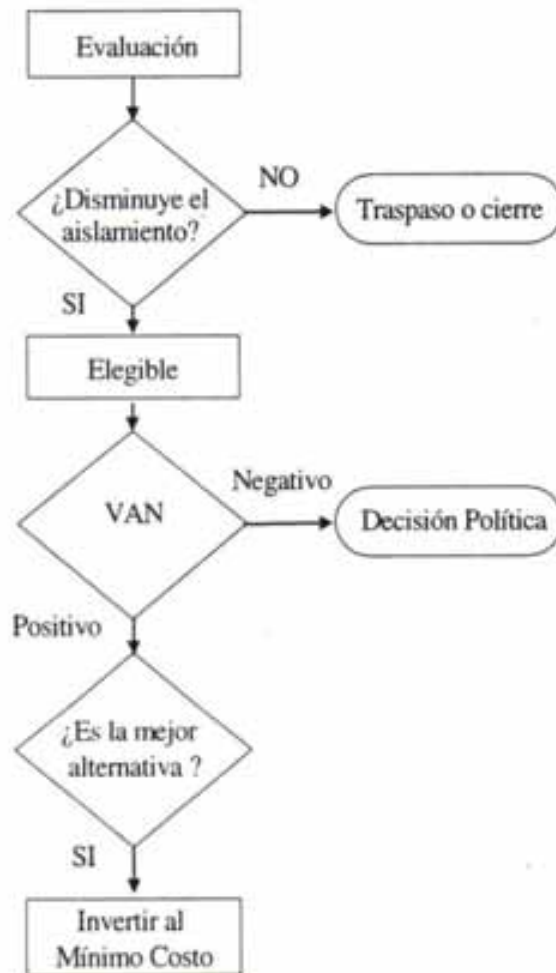 Evaluación
¿Disminuye el
aislamiento?
NO
Traspaso o cierre
SI
Elegible
VAN
Negativo
Decisión Política
Positivo
¿Es la mejor
alternativa ?
SI
Invertir al
Mínimo Costo